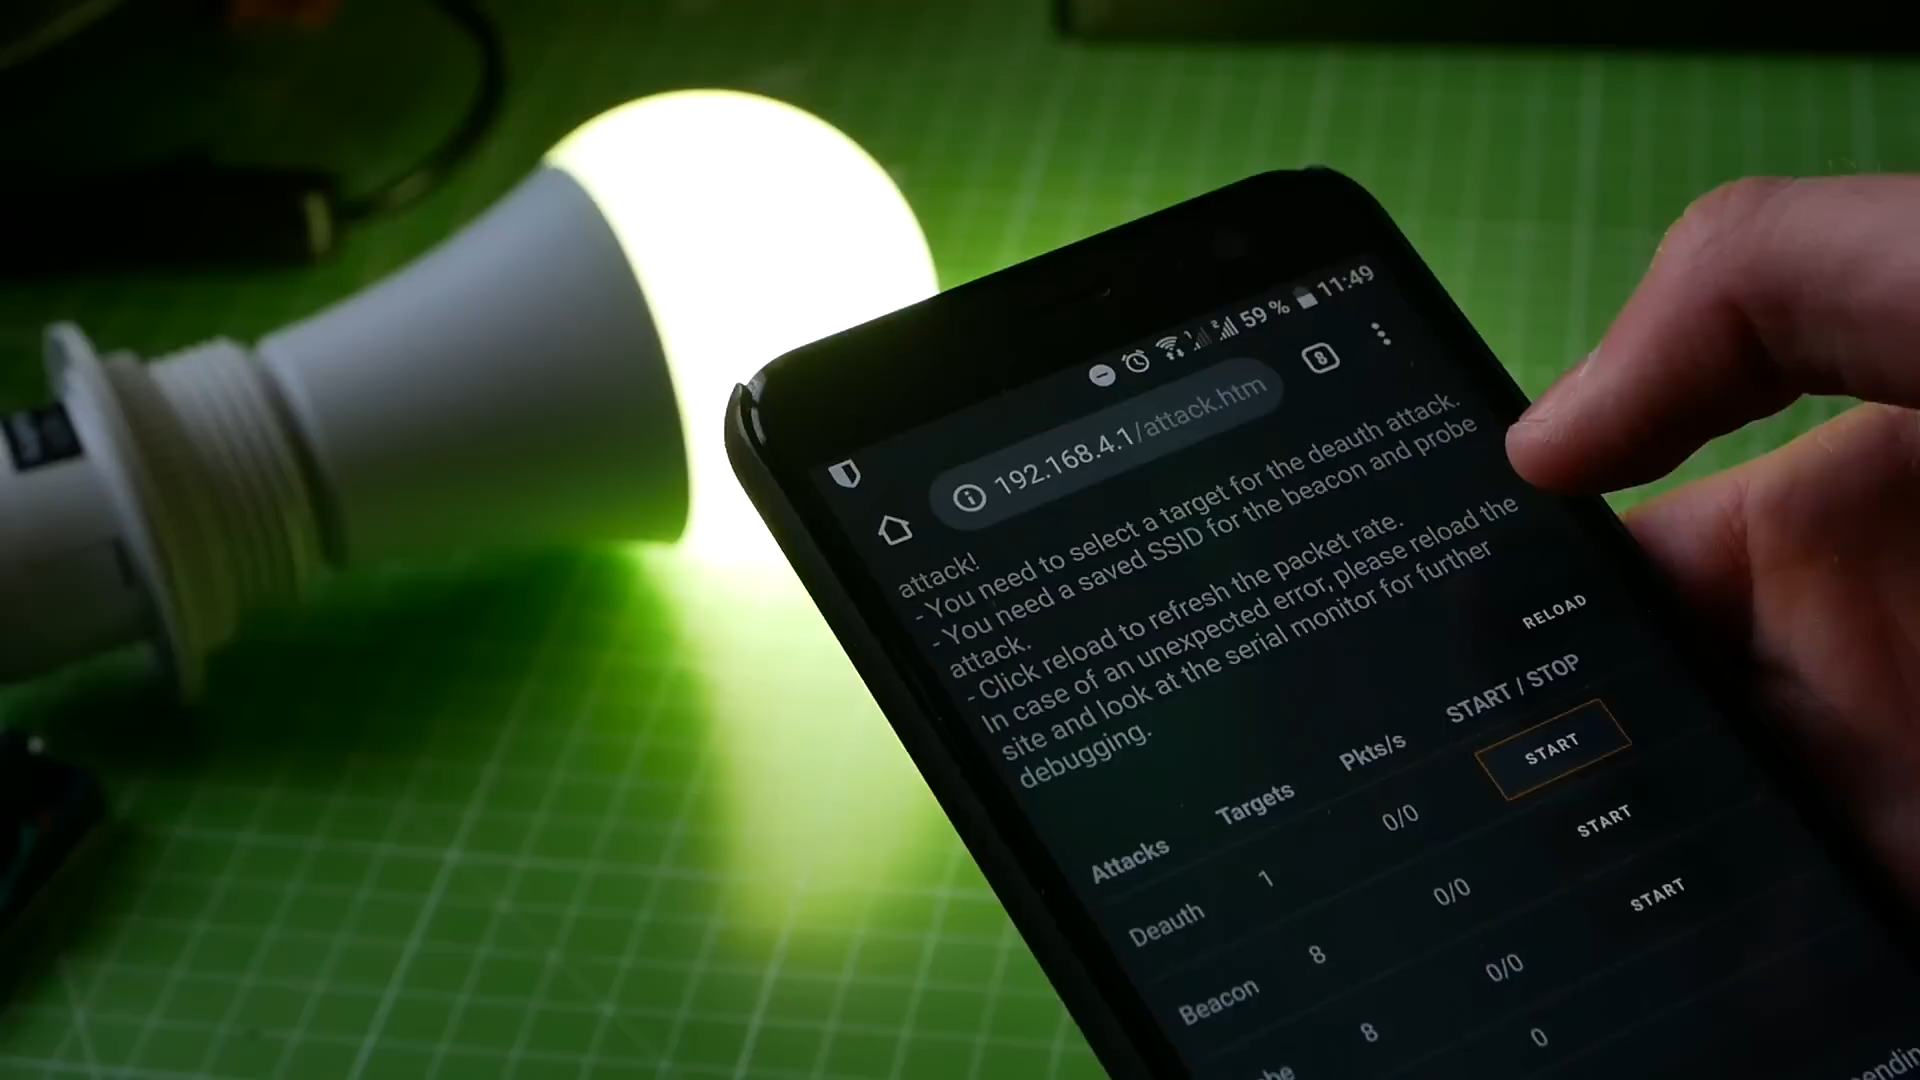 59 % 11:49
192.168.4.1/attack.htm
8
attack!
- You need to select a target for the deauth attack.
- You need a saved SSID for the beacon and probe
attack.
- Click reload to refresh the packet rate.
In case of an unexpected error, please reload the
site and look at the serial monitor for further
debugging.
RELOAD
Attacks Targets Pkts/s START / STOP
Deauth 1 0/0 START
Beacon 8 0/0 START
8 0/0 START
0